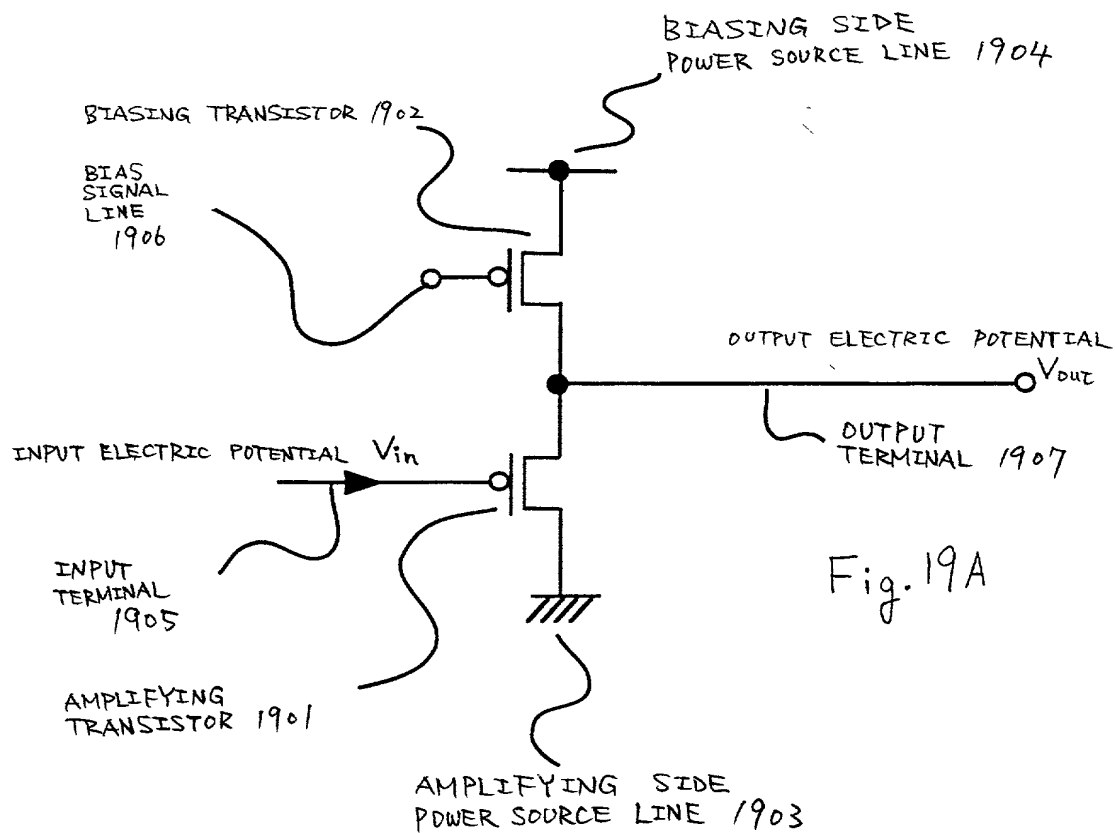 BIASING SIDE
POWER SOURCE LINE 1904
BIASING TRANSISTOR 1902
BIAS
SIGNAL
LINE
1906
OUTPUT ELECTRIC POTENTIAL
Vout
OUTPUT
TERMINAL 1907
INPUT ELECTRIC POTENTIAL Vin
INPUT
TERMINAL
1905
Fig. 19A
AMPLIFYING
TRANSISTOR 1901
AMPLIFYING SIDE
POWER SOURCE LINE 1903